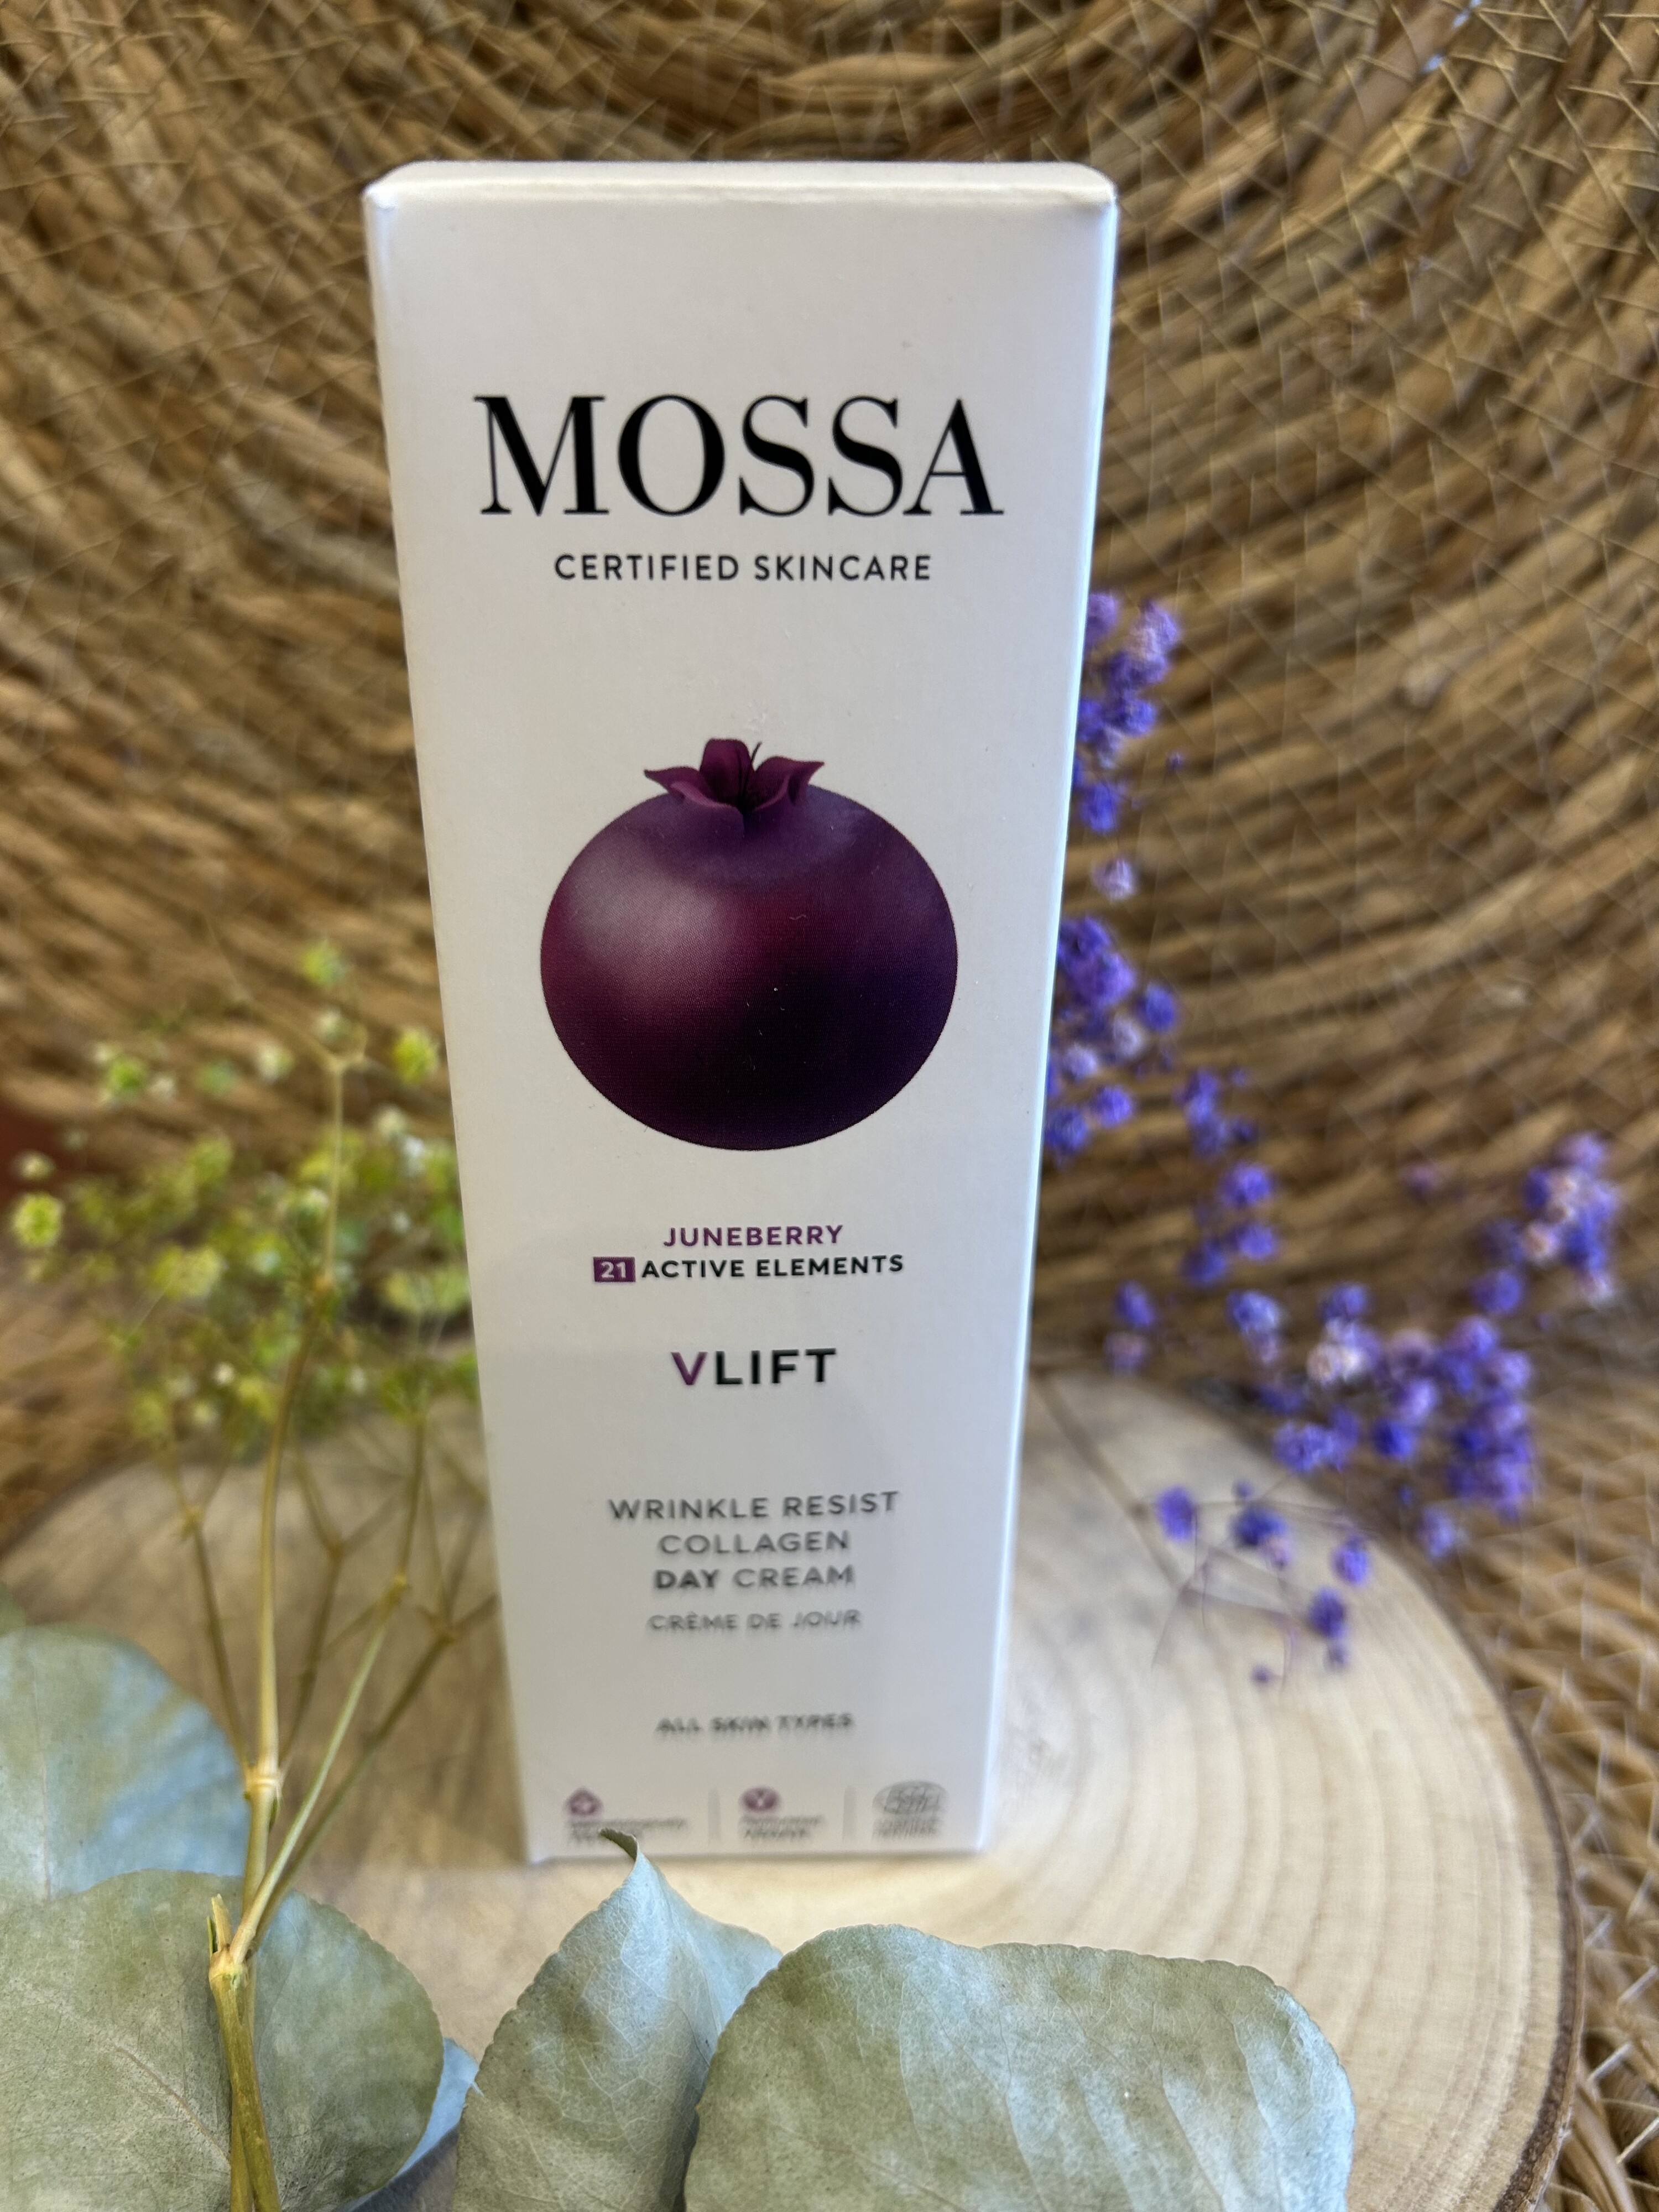 MOSSA
CERTIFIED SKINCARE
JUNEBERRY
21 ACTIVE ELEMENTS
VLIFT
WRINKLE RESIST
COLLAGEN
DAY CREAM
CRÈME DE JOUR
ALL SKIN TYPES